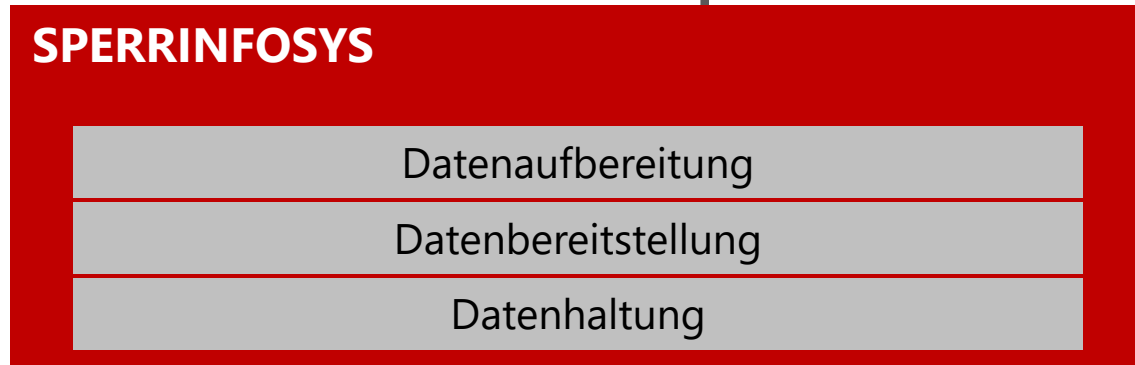 SPERRINFOSYS
Datenaufbereitung
Datenbereitstellung
Datenhaltung